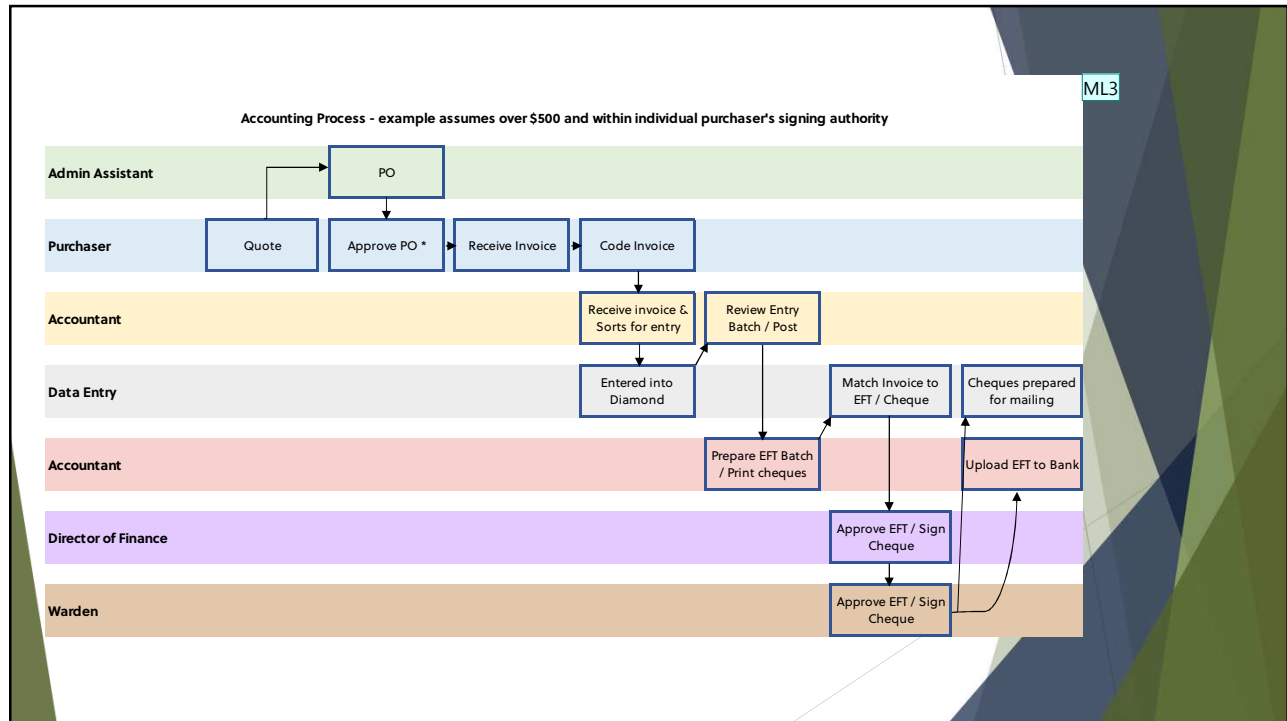 ML3
Accounting Process - example assumes over $500 and within individual purchaser's signing authority
Admin Assistant
PO
Purchaser
Quote
Approve PO *
Receive Invoice
Code Invoice
Accountant
Receive invoice &
Sorts for entry
Review Entry
Batch / Post
Data Entry
Entered into
Diamond
Match Invoice to
EFT / Cheque
Cheques prepared
for mailing
Accountant
Prepare EFT Batch
/ Print cheques
Upload EFT to Bank
Director of Finance
Approve EFT / Sign
Cheque
Warden
Approve EFT / Sign
Cheque